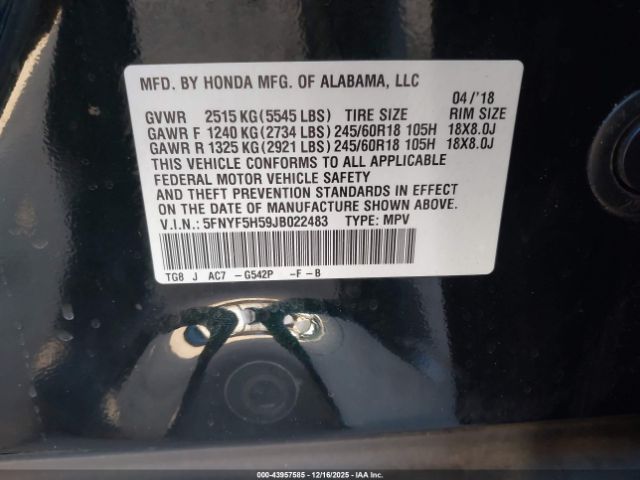 MFD. BY HONDA MFG. OF ALABAMA, LLC
04/'18
GVWR 2515 KG (5545 LBS) TIRE SIZE RIM SIZE
GAWR F 1240 KG (2734 LBS) 245/60R18 105H 18X8.0J
GAWR R 1325 KG (2921 LBS) 245/60R18 105H 18X8.0J
THIS VEHICLE CONFORMS TO ALL APPLICABLE
FEDERAL MOTOR VEHICLE SAFETY
AND THEFT PREVENTION STANDARDS IN EFFECT
ON THE DATE OF MANUFACTURE SHOWN ABOVE.
V.I.N.: 5FNYF5H59JB022483 TYPE: MPV
TG8 J AC7 -G542P -F-B
000-43957585 12/16/2025 IAAI.com